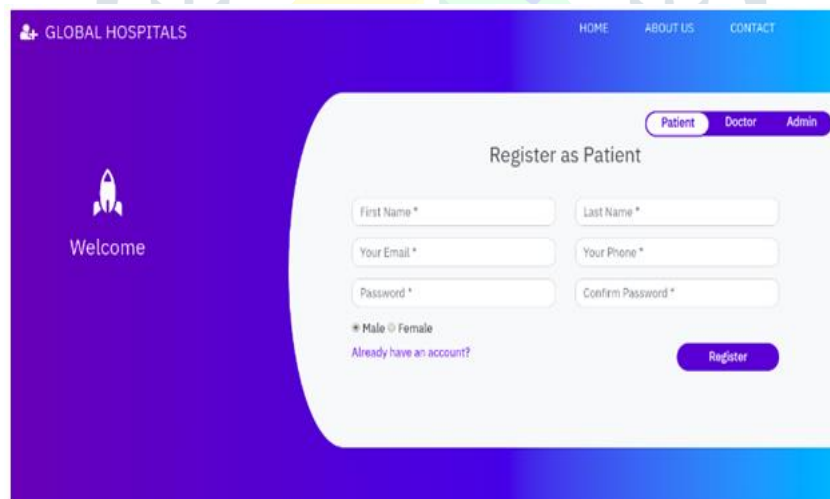 GLOBAL HOSPITALS HOME ABOUT US CONTACT
Patient Doctor Admin
Register as Patient
Welcome
First Name * Last Name *
Your Email * Your Phone *
Password * Confirm Password *
Male Female
Already have an account? Register